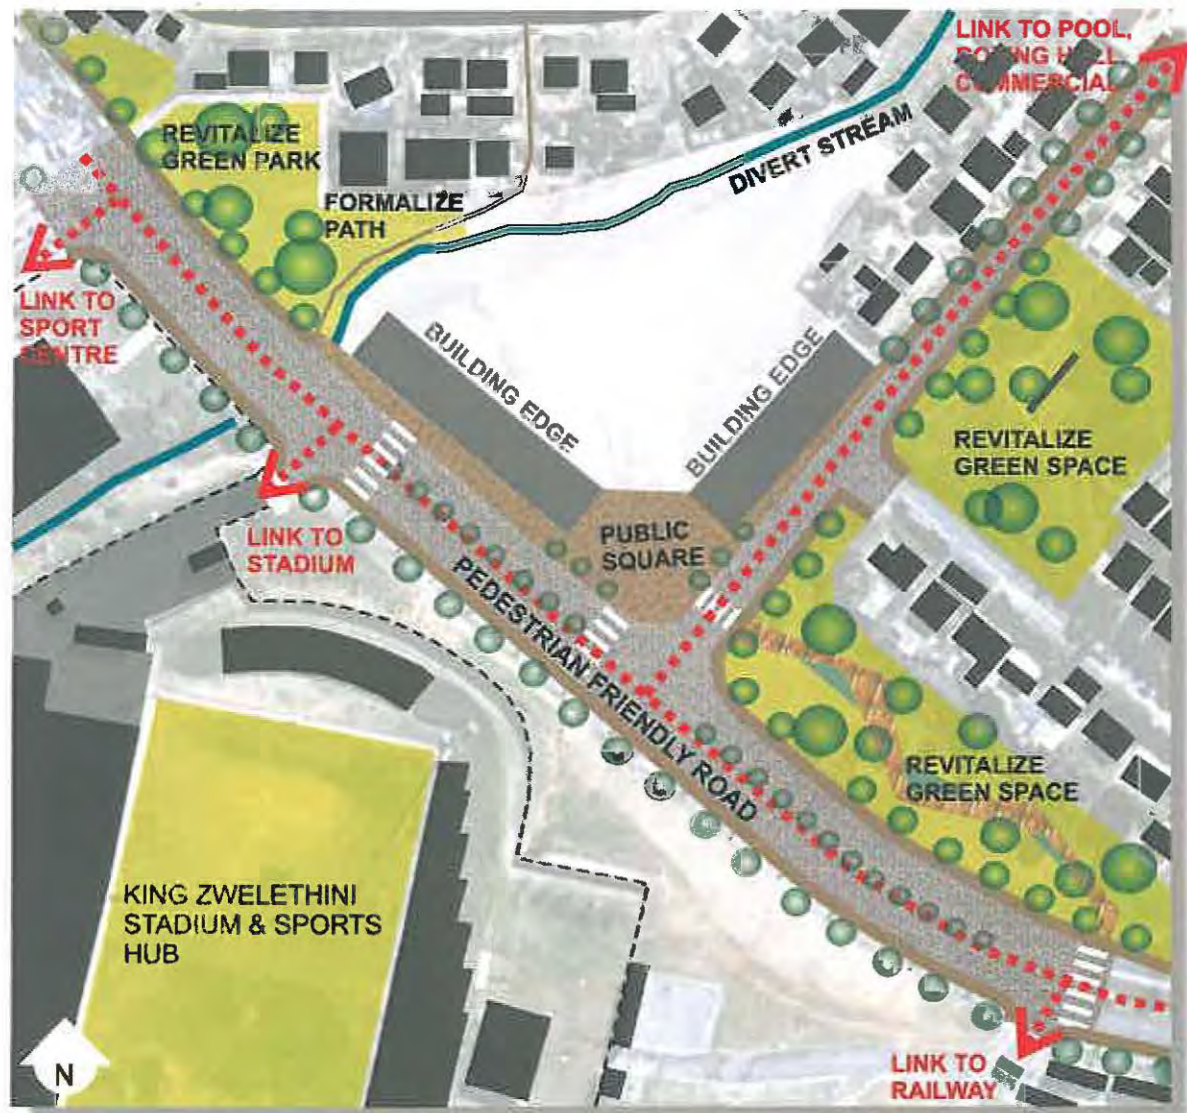 LINK TO POOL,
REVITALIZE
GREEN PARK
FORMALIZE
PATH
DIVERT STREAM
LINK TO
SPORT
BUILDING EDGE
BUILDING EDGE
REVITALIZE
GREEN SPACE
LINK TO
STADIUM
PUBLIC
SQUARE
PEDESTRIAN FRIENDLY ROAD
REVITALIZE
GREEN SPACE
KING ZWELETHINI
STADIUM & SPORTS
HUB
N
LINK TO
RAILWAY